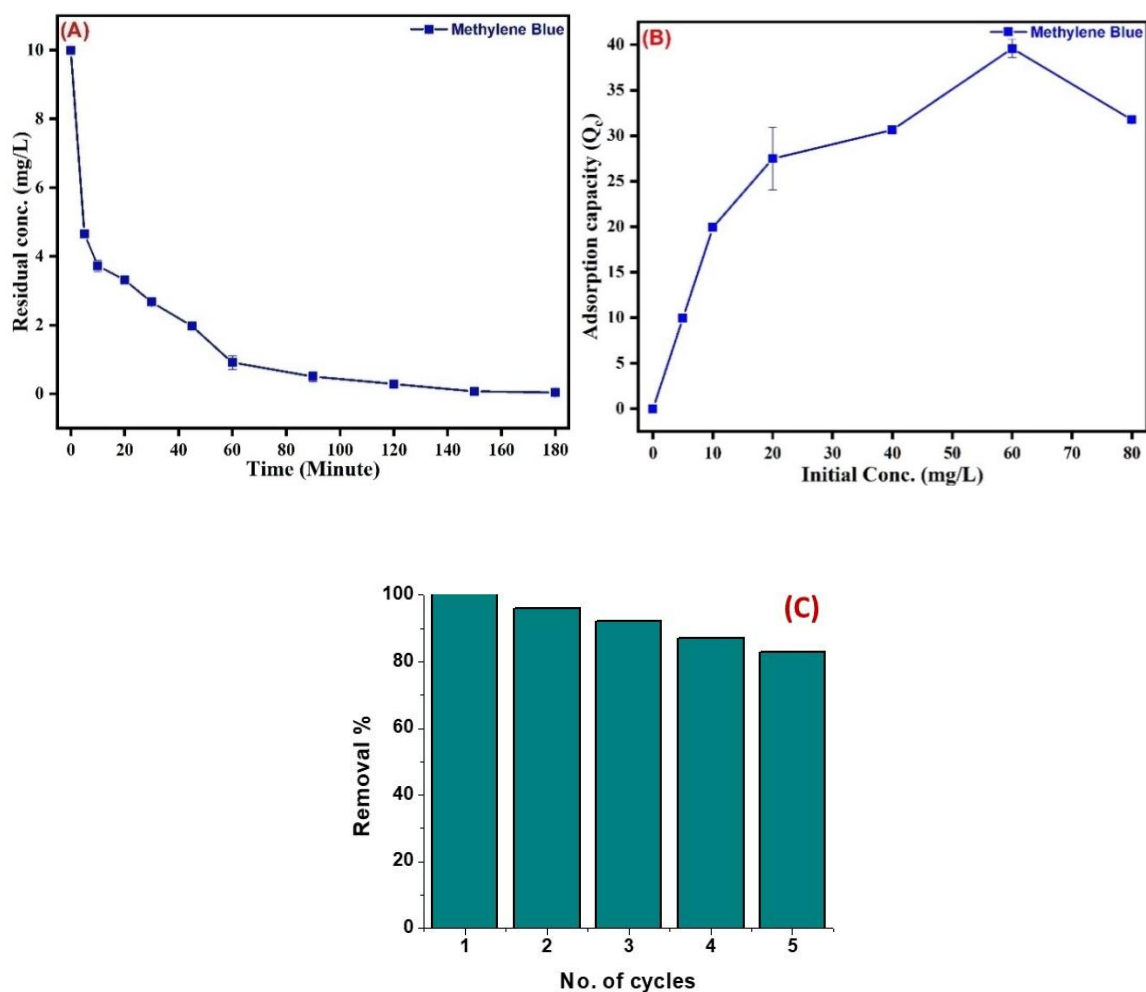 (A)
Methylene Blue
10
8
6
4
2
0
Residual conc. (mg/L)
0 20 40 60 80 100 120 140 160 180
Time (Minute)
(B)
Methylene Blue
40
35
30
25
20
15
10
5
0
Adsorption capacity (Qe)
0 10 20 30 40 50 60 70 80
Initial Conc. (mg/L)
(C)
100
80
60
40
20
0
Removal %
1 2 3 4 5
No. of cycles